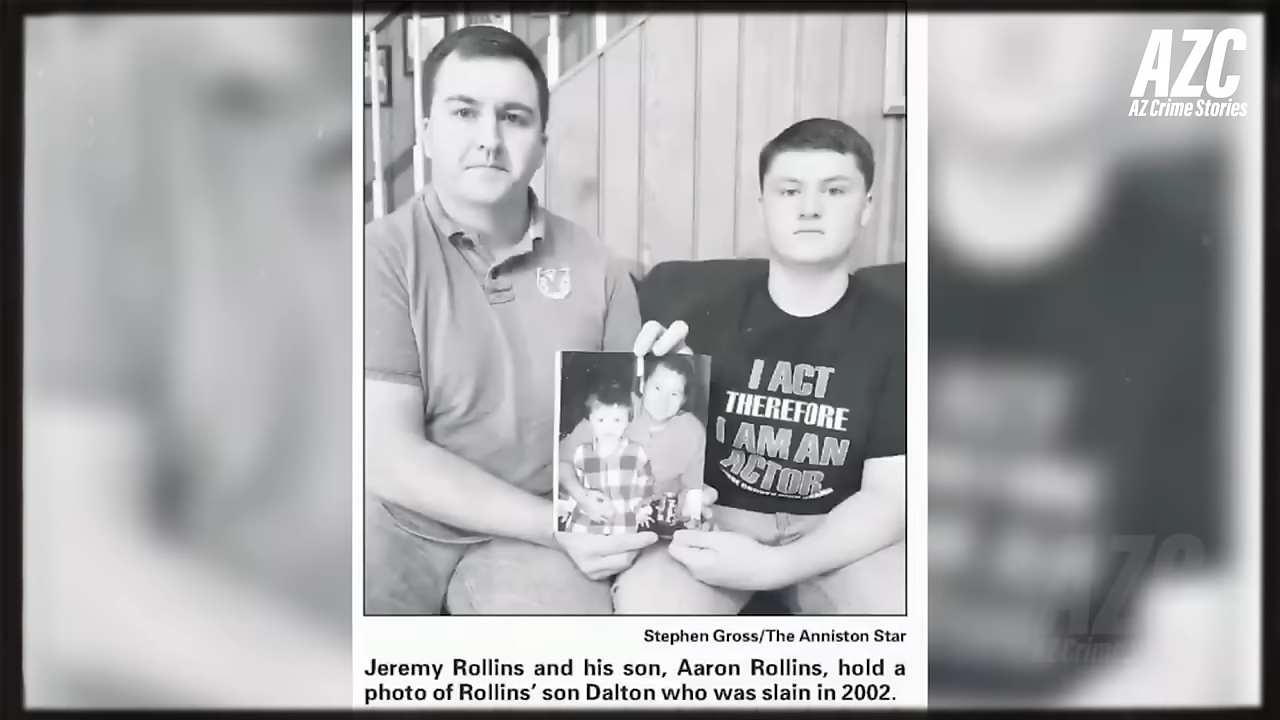 AZC
AZ Crime Stories
I ACT
THEREFORE
I AM AN
ACTOR
Stephen Gross/The Anniston Star
Jeremy Rollins and his son, Aaron Rollins, hold a
photo of Rollins' son Dalton who was slain in 2002.